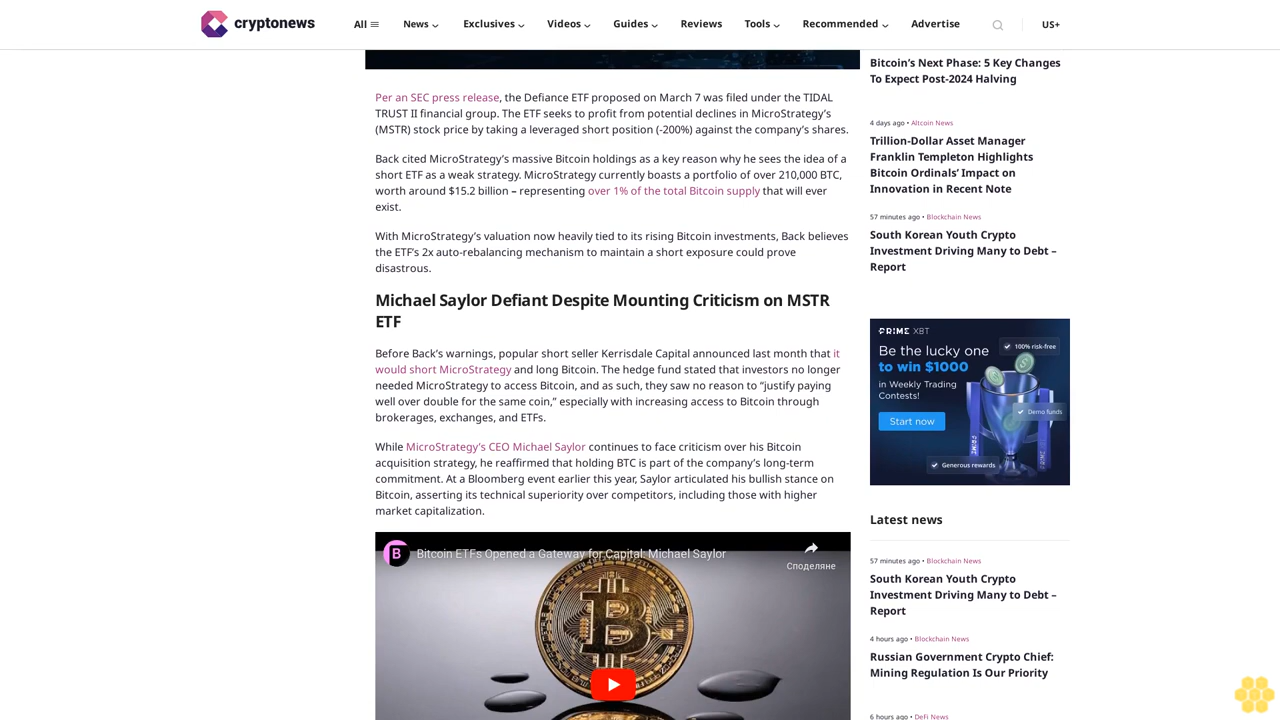 cryptonews
All
News
Exclusives
Videos
Guides
Reviews
Tools
Recommended
Advertise
US+
Per an SEC press release, the Defiance ETF proposed on March 7 was filed under the TIDAL
TRUST II financial group. The ETF seeks to profit from potential declines in MicroStrategy’s
(MSTR) stock price by taking a leveraged short position (-200%) against the company’s shares.
Back cited MicroStrategy’s massive Bitcoin holdings as a key reason why he sees the idea of a
short ETF as a weak strategy. MicroStrategy currently boasts a portfolio of over 210,000 BTC,
worth around $15.2 billion – representing over 1% of the total Bitcoin supply that will ever
exist.
With MicroStrategy’s valuation now heavily tied to its rising Bitcoin investments, Back believes
the ETF’s 2x auto-rebalancing mechanism to maintain a short exposure could prove
disastrous.
Michael Saylor Defiant Despite Mounting Criticism on MSTR
ETF
Before Back’s warnings, popular short seller Kerrisdale Capital announced last month that it
would short MicroStrategy and long Bitcoin. The hedge fund stated that investors no longer
needed MicroStrategy to access Bitcoin, and as such, they saw no reason to “justify paying
well over double for the same coin,” especially with increasing access to Bitcoin through
brokerages, exchanges, and ETFs.
While MicroStrategy’s CEO Michael Saylor continues to face criticism over his Bitcoin
acquisition strategy, he reaffirmed that holding BTC is part of the company’s long-term
commitment. At a Bloomberg event earlier this year, Saylor articulated his bullish stance on
Bitcoin, asserting its technical superiority over competitors, including those with higher
market capitalization.
B
Bitcoin ETFs Opened a Gateway for Capital: Michael Saylor
Споделяне
Bitcoin’s Next Phase: 5 Key Changes
To Expect Post-2024 Halving
4 days ago • Altcoin News
Trillion-Dollar Asset Manager
Franklin Templeton Highlights
Bitcoin Ordinals’ Impact on
Innovation in Recent Note
57 minutes ago • Blockchain News
South Korean Youth Crypto
Investment Driving Many to Debt –
Report
PRIME XBT
100% risk-free
Be the lucky one
to win $1000
in Weekly Trading
Contests!
Demo funds
Start now
Generous rewards
Latest news
57 minutes ago • Blockchain News
South Korean Youth Crypto
Investment Driving Many to Debt –
Report
4 hours ago • Blockchain News
Russian Government Crypto Chief:
Mining Regulation Is Our Priority
6 hours ago • DeFi News